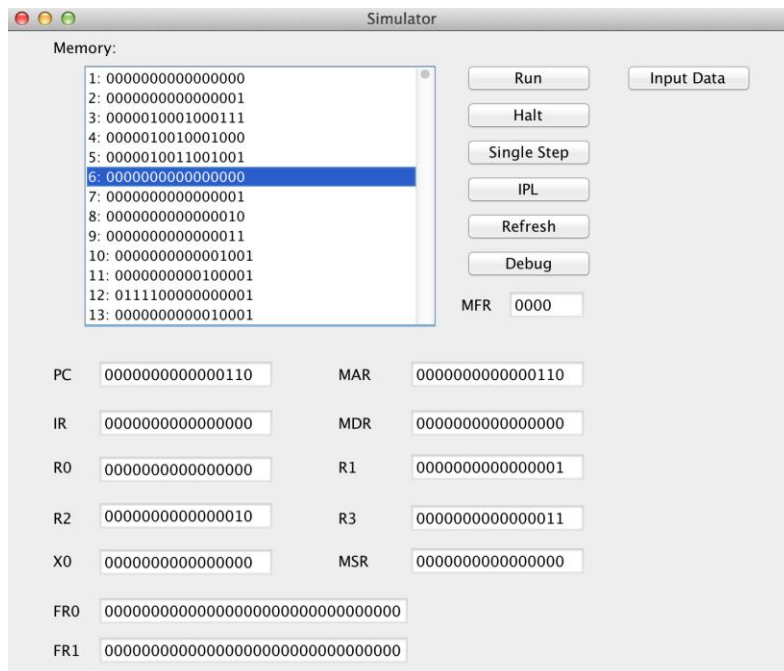 Simulator
Memory:
1: 0000000000000000
2: 0000000000000001
3: 0000010001000111
4: 0000010010001000
5: 0000010011001001
6: 0000000000000000
7: 0000000000000001
8: 0000000000000010
9: 0000000000000011
10: 0000000000001001
11: 0000000000100001
12: 0111100000000001
13: 0000000000010001
Run
Input Data
Halt
Single Step
IPL
Refresh
Debug
MFR 0000
PC 0000000000000110 MAR 0000000000000110
IR 0000000000000000 MDR 0000000000000000
R0 0000000000000000 R1 0000000000000001
R2 0000000000000010 R3 0000000000000011
X0 0000000000000000 MSR 0000000000000000
FR0 00000000000000000000000000000000
FR1 00000000000000000000000000000000